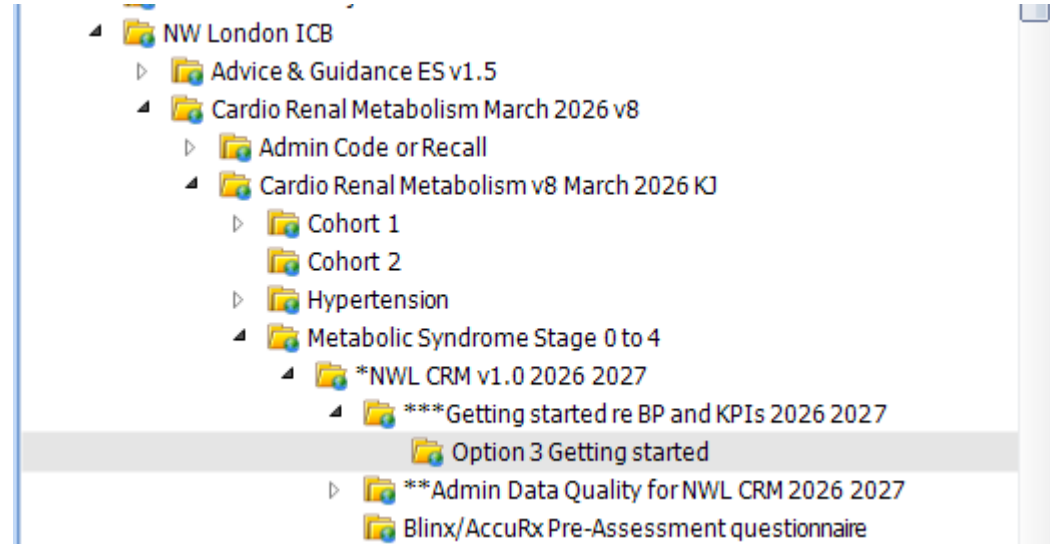 NW London ICB
Advice & Guidance ES v1.5
Cardio Renal Metabolism March 2026 v8
Admin Code or Recall
Cardio Renal Metabolism v8 March 2026 KJ
Cohort 1
Cohort 2
Hypertension
Metabolic Syndrome Stage 0 to 4
*NWL CRM v1.0 2026 2027
***Getting started re BP and KPIs 2026 2027
Option 3 Getting started
**Admin Data Quality for NWL CRM 2026 2027
Blinx/AccuRx Pre-Assessment questionnaire